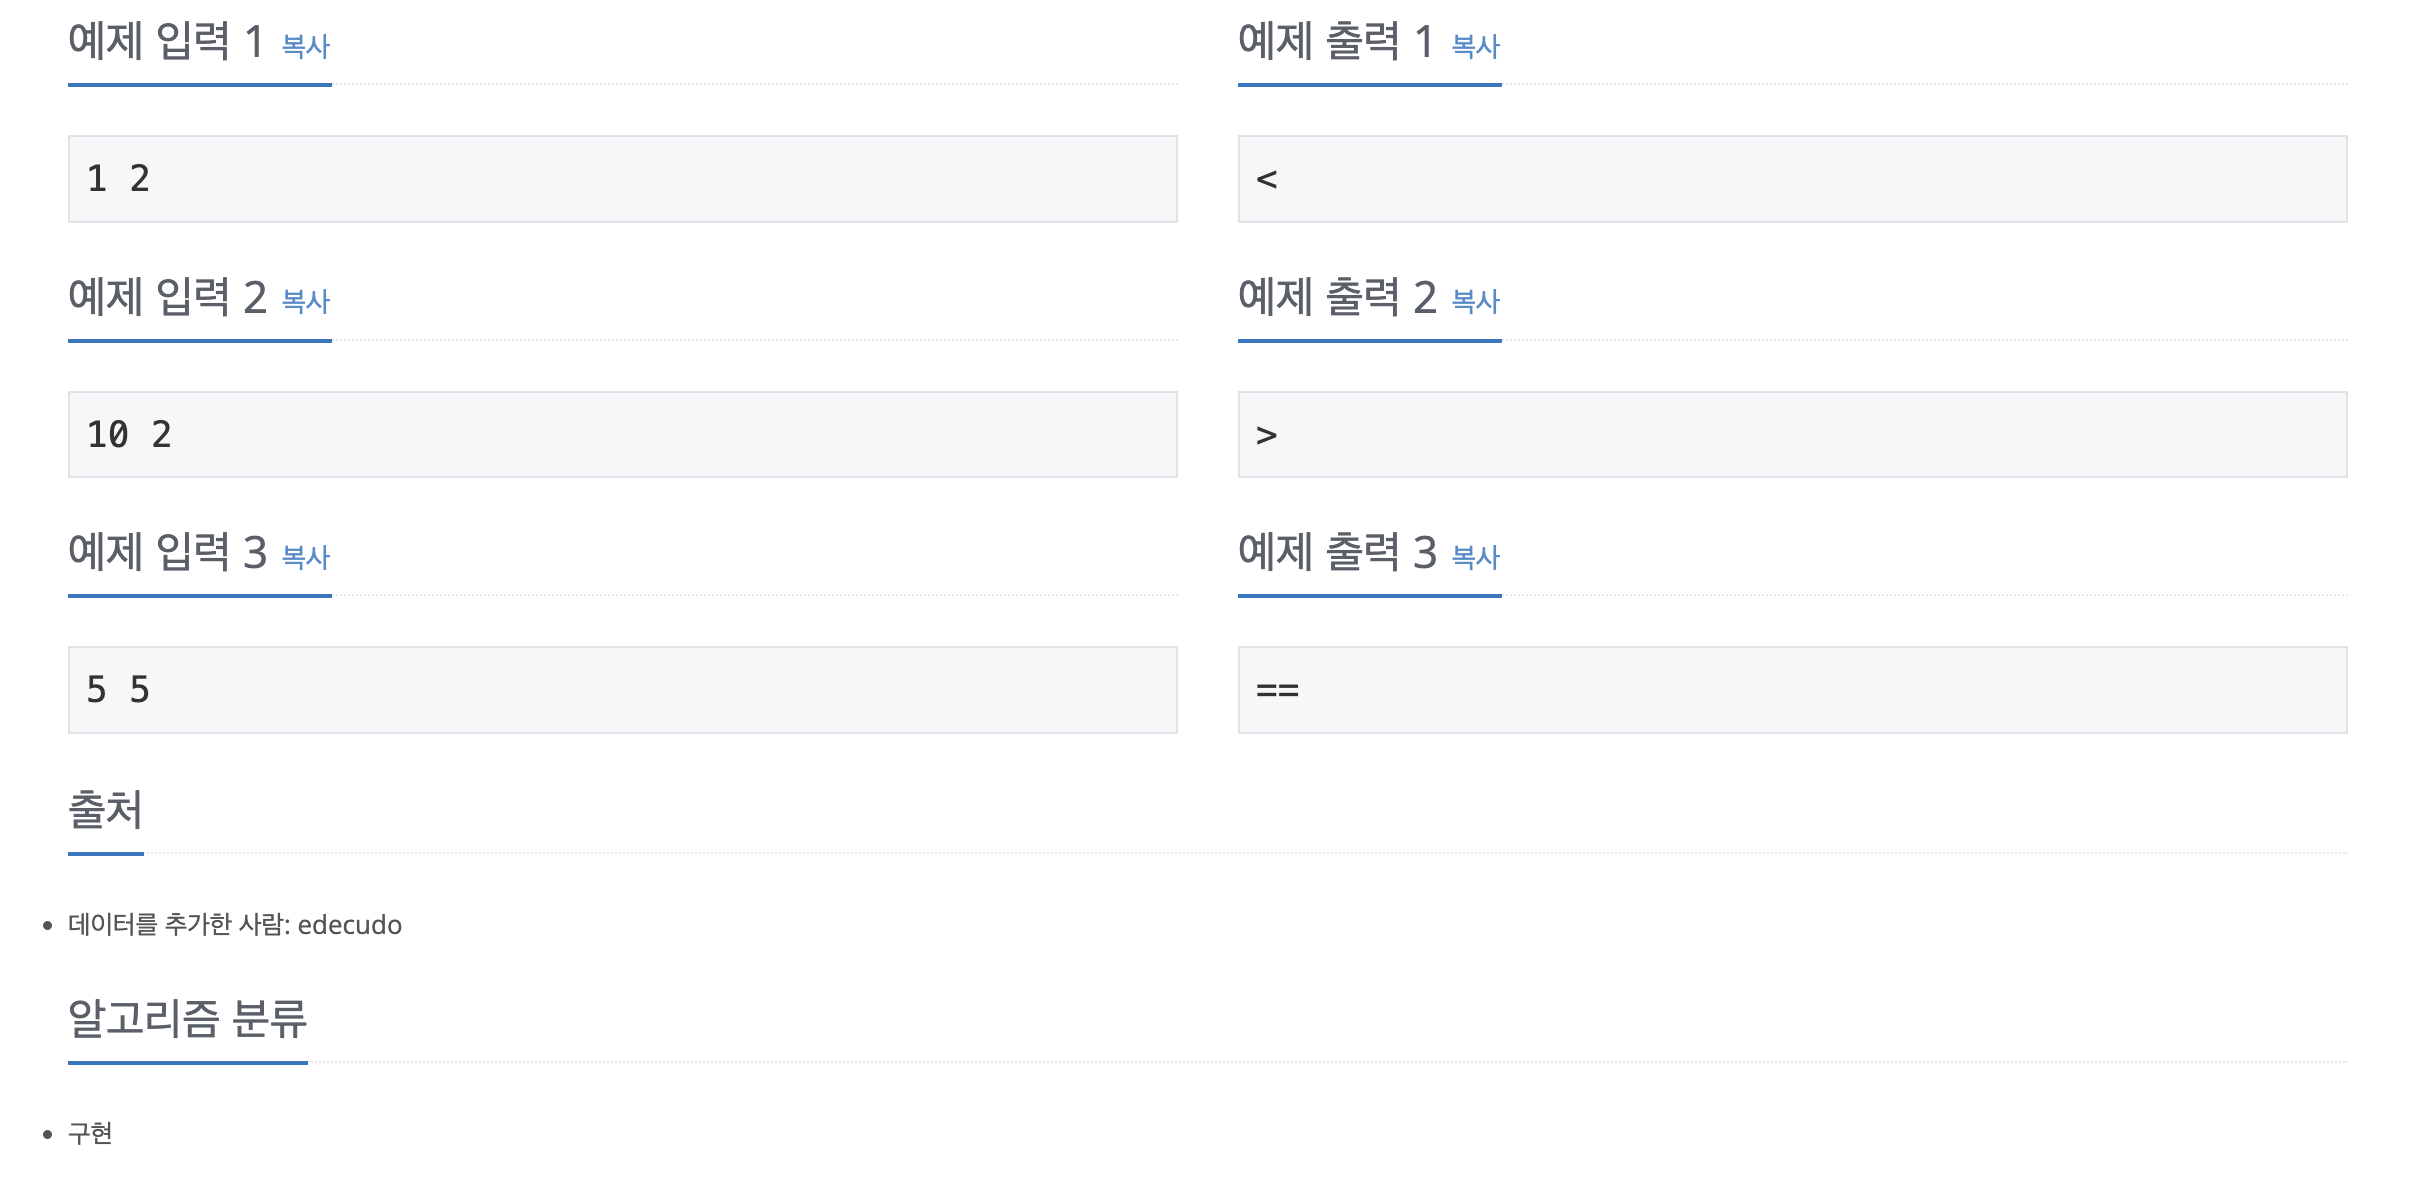 예제 입력 1 복사
예제 출력 1 복사
1 2
<
예제 입력 2 복사
예제 출력 2 복사
10 2
>
예제 입력 3 복사
예제 출력 3 복사
5 5
==
출처
데이터를 추가한 사람: edecudo
알고리즘 분류
구현